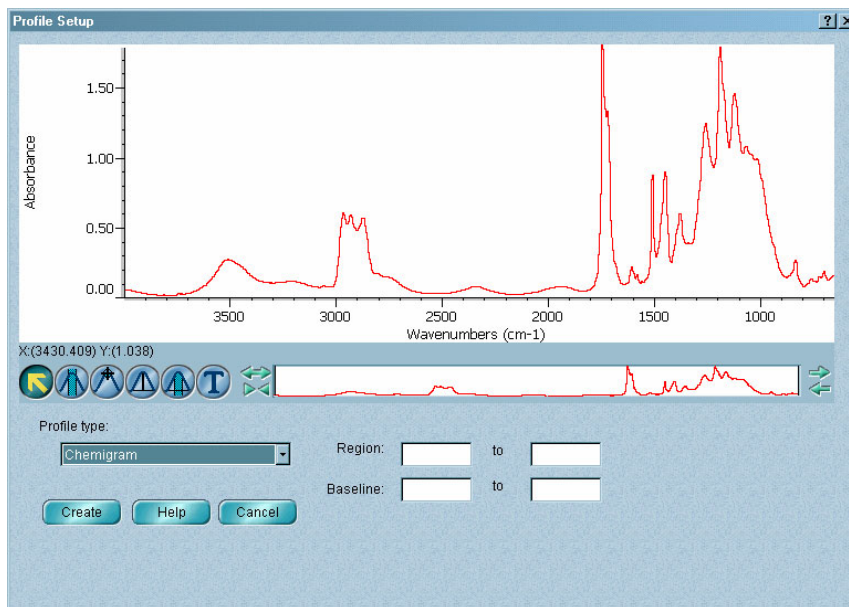 Profile Setup
? X
1.50
1.00
0.50
0.00
Absorbance
3500 3000 2500 2000 1500 1000
Wavenumbers (cm-1)
X:(3430.409) Y:(1.038)
T
Profile type:
Chemigram
Region: to
Baseline: to
Create Help Cancel